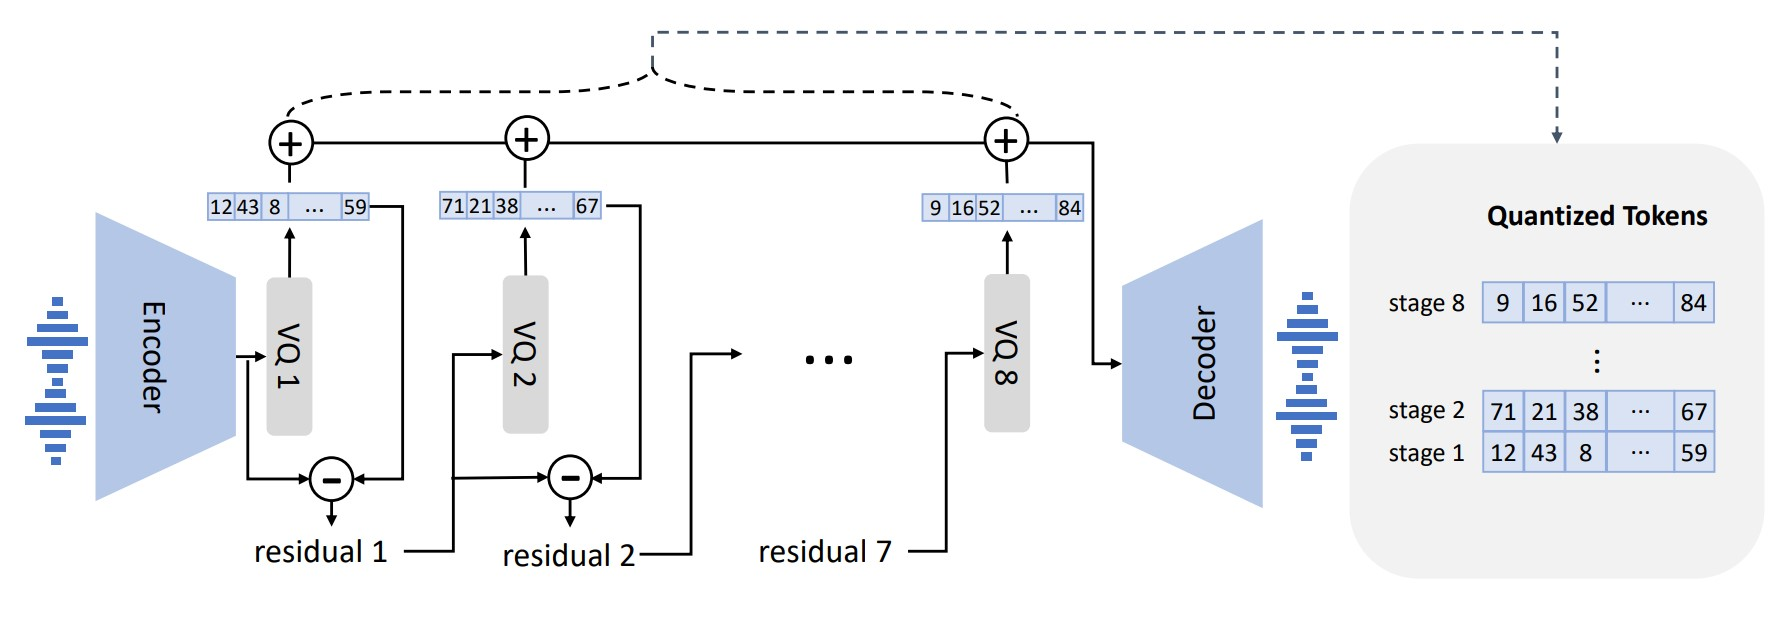 12 43 8 ... 59
71 21 38 ... 67
9 16 52 ... 84
Encoder
VQ 1
VQ 2
...
VQ 8
Decoder
+
+
+
-
-
residual 1
residual 2
residual 7
Quantized Tokens
stage 8 9 16 52 ... 84
⋮
stage 2 71 21 38 ... 67
stage 1 12 43 8 ... 59